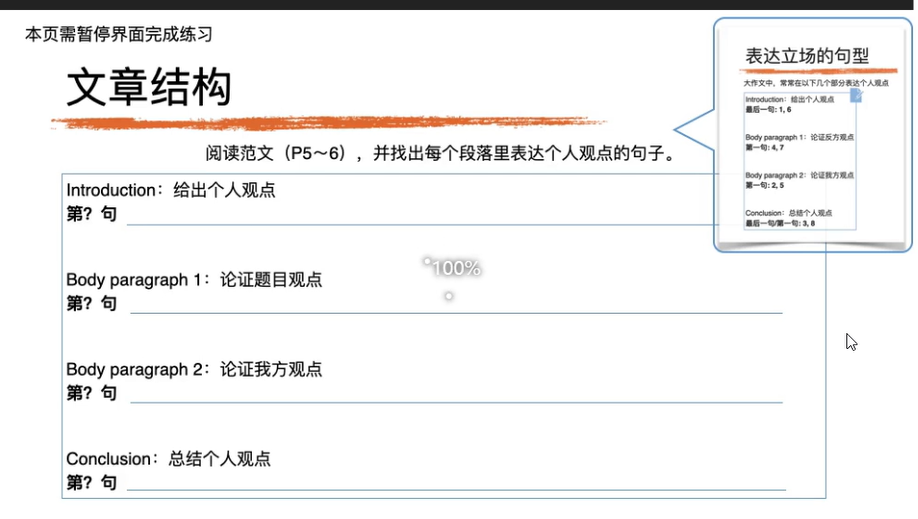 本页需暂停界面完成练习
文章结构
阅读范文（P5～6），并找出每个段落里表达个人观点的句子。
Introduction：给出个人观点
第？句
Body paragraph 1：论证题目观点
第？句
Body paragraph 2：论证我方观点
第？句
Conclusion：总结个人观点
第？句
100%
表达立场的句型
大作文中，常常在以下几个部分表达个人观点
Introduction：给出个人观点
最后一句: 1, 6
Body paragraph 1：论证反方观点
第一句: 4, 7
Body paragraph 2：论证我方观点
第一句: 2, 5
Conclusion：总结个人观点
最后一句/第一句: 3, 8